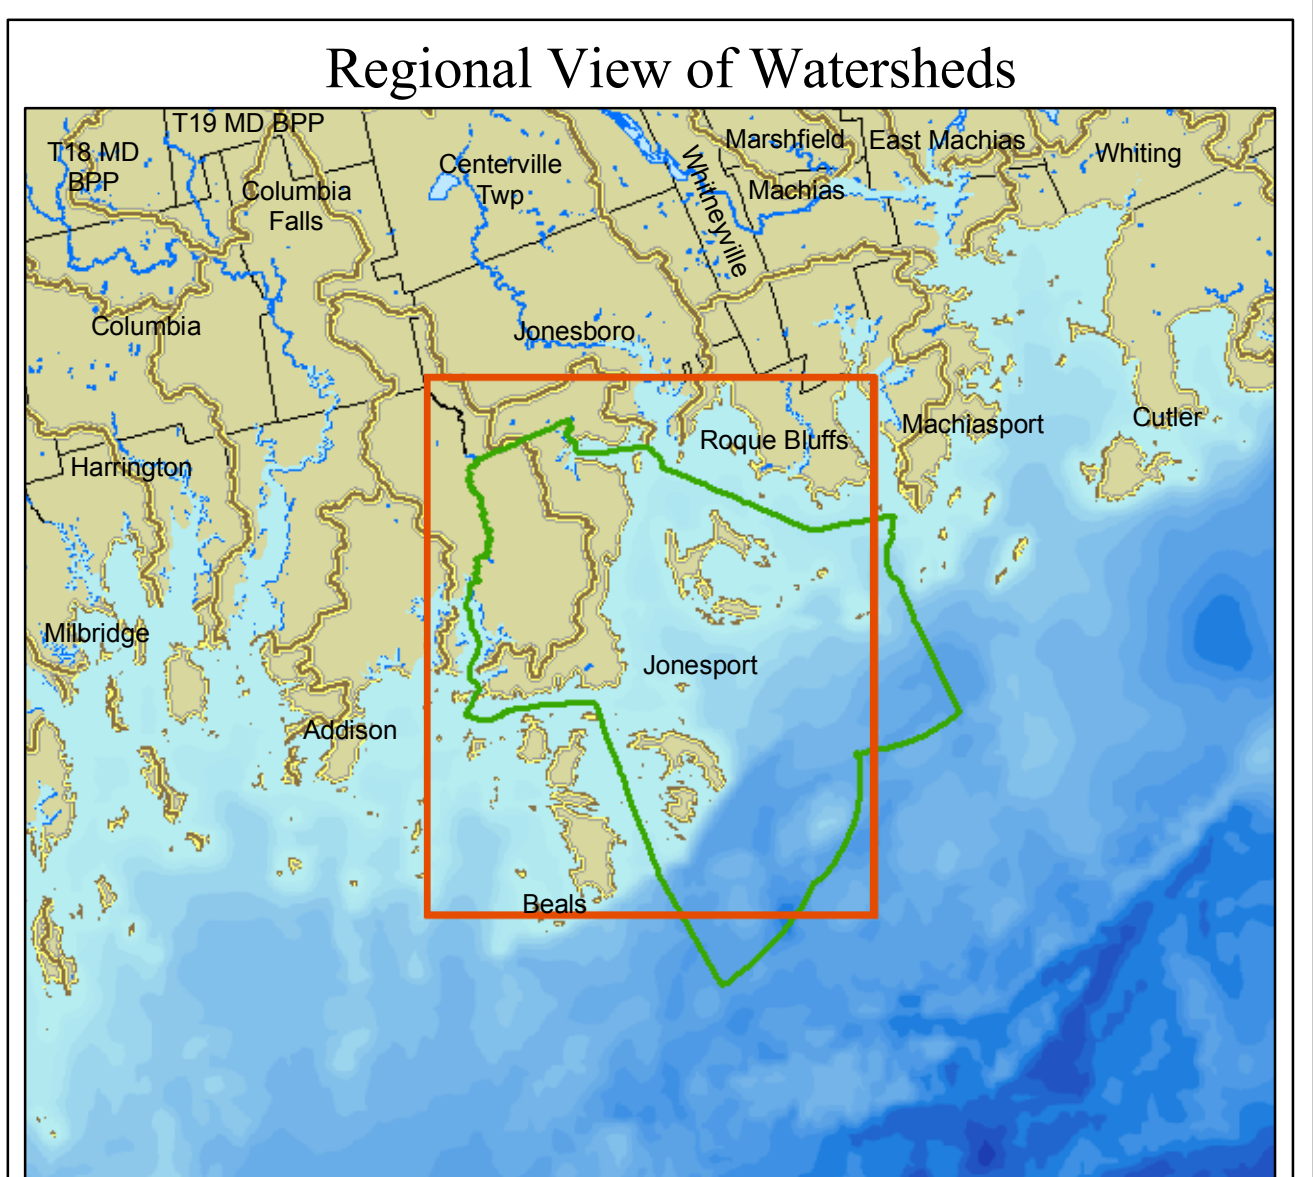 Regional View of Watersheds
T19 MD BPP
T18 MD
BPP
Columbia
Falls
Centerville
Twp
Whitneyville
Marshfield
East Machias
Machias
Whiting
Columbia
Jonesboro
Harrington
Roque Bluffs
Machiasport
Cutler
Milbridge
Jonesport
Addison
Beals